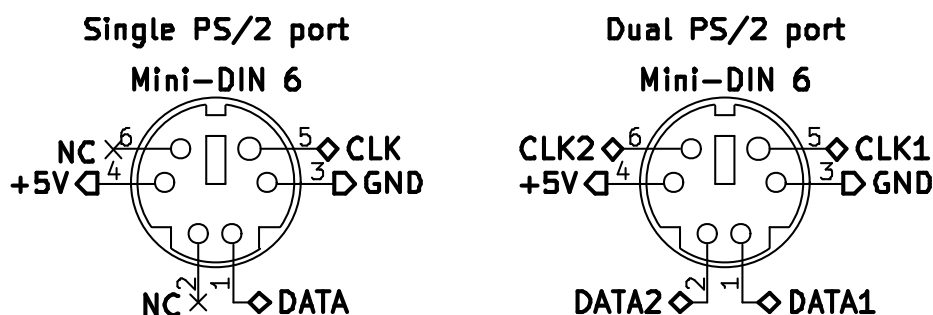 Single PS/2 port
Mini-DIN 6
NC 6 5 CLK
+5V 4 3 GND
2 1
NC DATA
Dual PS/2 port
Mini-DIN 6
CLK2 6 5 CLK1
+5V 4 3 GND
2 1
DATA2 DATA1